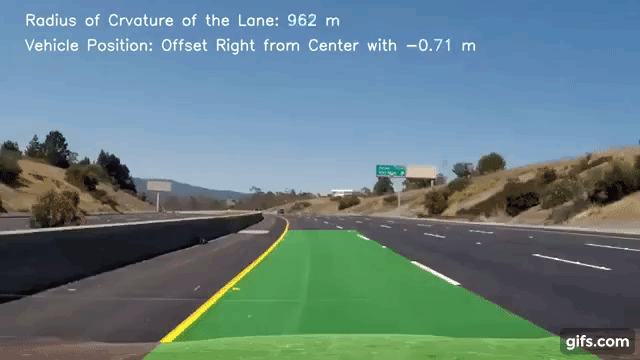 Radius of Crvature of the Lane: 962 m
Vehicle Position: Offset Right from Center with -0.71 m
gifs.com